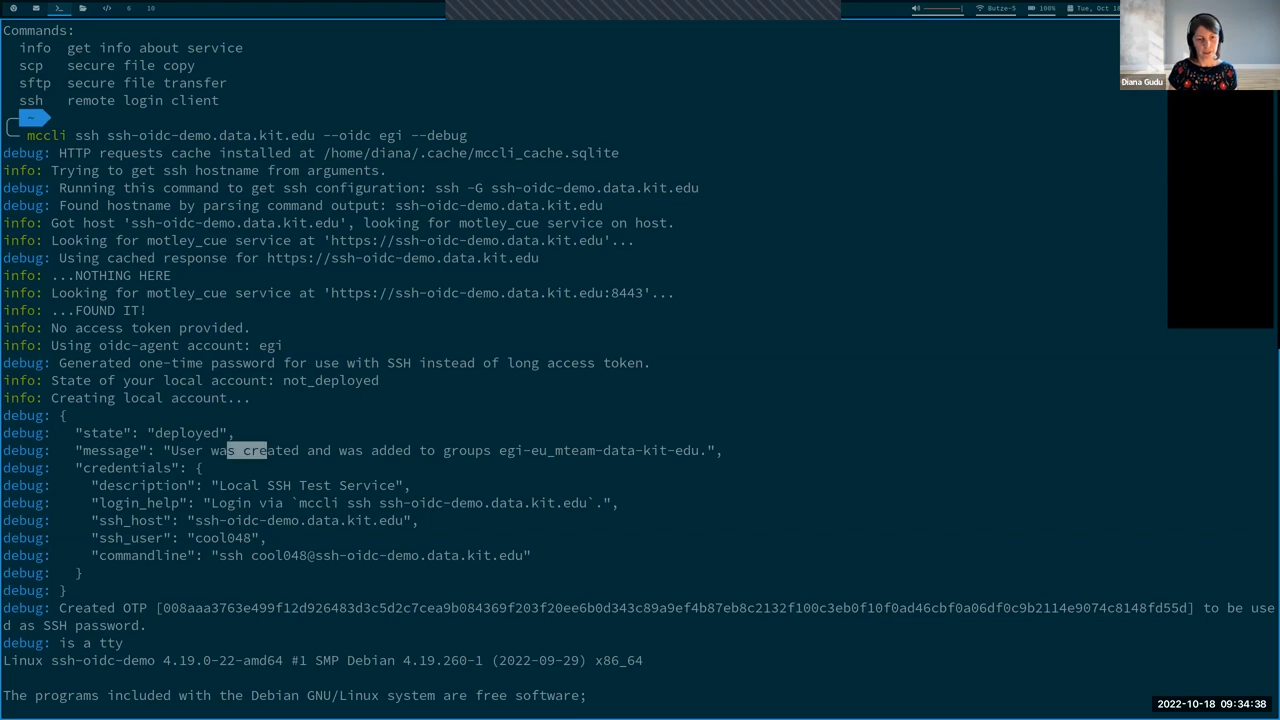 6 10
100%
Butze-5
Tue, Oct 18
Commands:
info get info about service
scp secure file copy
sftp secure file transfer
ssh remote login client
~
mccli ssh ssh-oidc-demo.data.kit.edu --oidc egi --debug
debug: HTTP requests cache installed at /home/diana/.cache/mccli_cache.sqlite
info: Trying to get ssh hostname from arguments.
debug: Running this command to get ssh configuration: ssh -G ssh-oidc-demo.data.kit.edu
debug: Found hostname by parsing command output: ssh-oidc-demo.data.kit.edu
info: Got host 'ssh-oidc-demo.data.kit.edu', looking for motley_cue service on host.
info: Looking for motley_cue service at 'https://ssh-oidc-demo.data.kit.edu'...
debug: Using cached response for https://ssh-oidc-demo.data.kit.edu
info: ...NOTHING HERE
info: Looking for motley_cue service at 'https://ssh-oidc-demo.data.kit.edu:8443'...
info: ...FOUND IT!
info: No access token provided.
info: Using oidc-agent account: egi
debug: Generated one-time password for use with SSH instead of long access token.
info: State of your local account: not_deployed
info: Creating local account...
debug: {
debug: "state": "deployed",
debug: "message": "User was created and was added to groups egi-eu_mteam-data-kit-edu.",
debug: "credentials": {
debug: "description": "Local SSH Test Service",
debug: "login_help": "Login via `mccli ssh ssh-oidc-demo.data.kit.edu`.",
debug: "ssh_host": "ssh-oidc-demo.data.kit.edu",
debug: "ssh_user": "cool048",
debug: "commandline": "ssh cool048@ssh-oidc-demo.data.kit.edu"
debug: }
debug: }
debug: Created OTP [008aaa3763e499f12d926483d3c5d2c7cea9b084369f203f20ee6b0d343c89a9ef4b87eb8c2132f100c3eb0f10f0ad46cbf0a06df0c9b2114e9074c8148fd55d] to be use
d as SSH password.
debug: is a tty
Linux ssh-oidc-demo 4.19.0-22-amd64 #1 SMP Debian 4.19.260-1 (2022-09-29) x86_64
The programs included with the Debian GNU/Linux system are free software;
Diana Gudu
2022-10-18 09:34:38